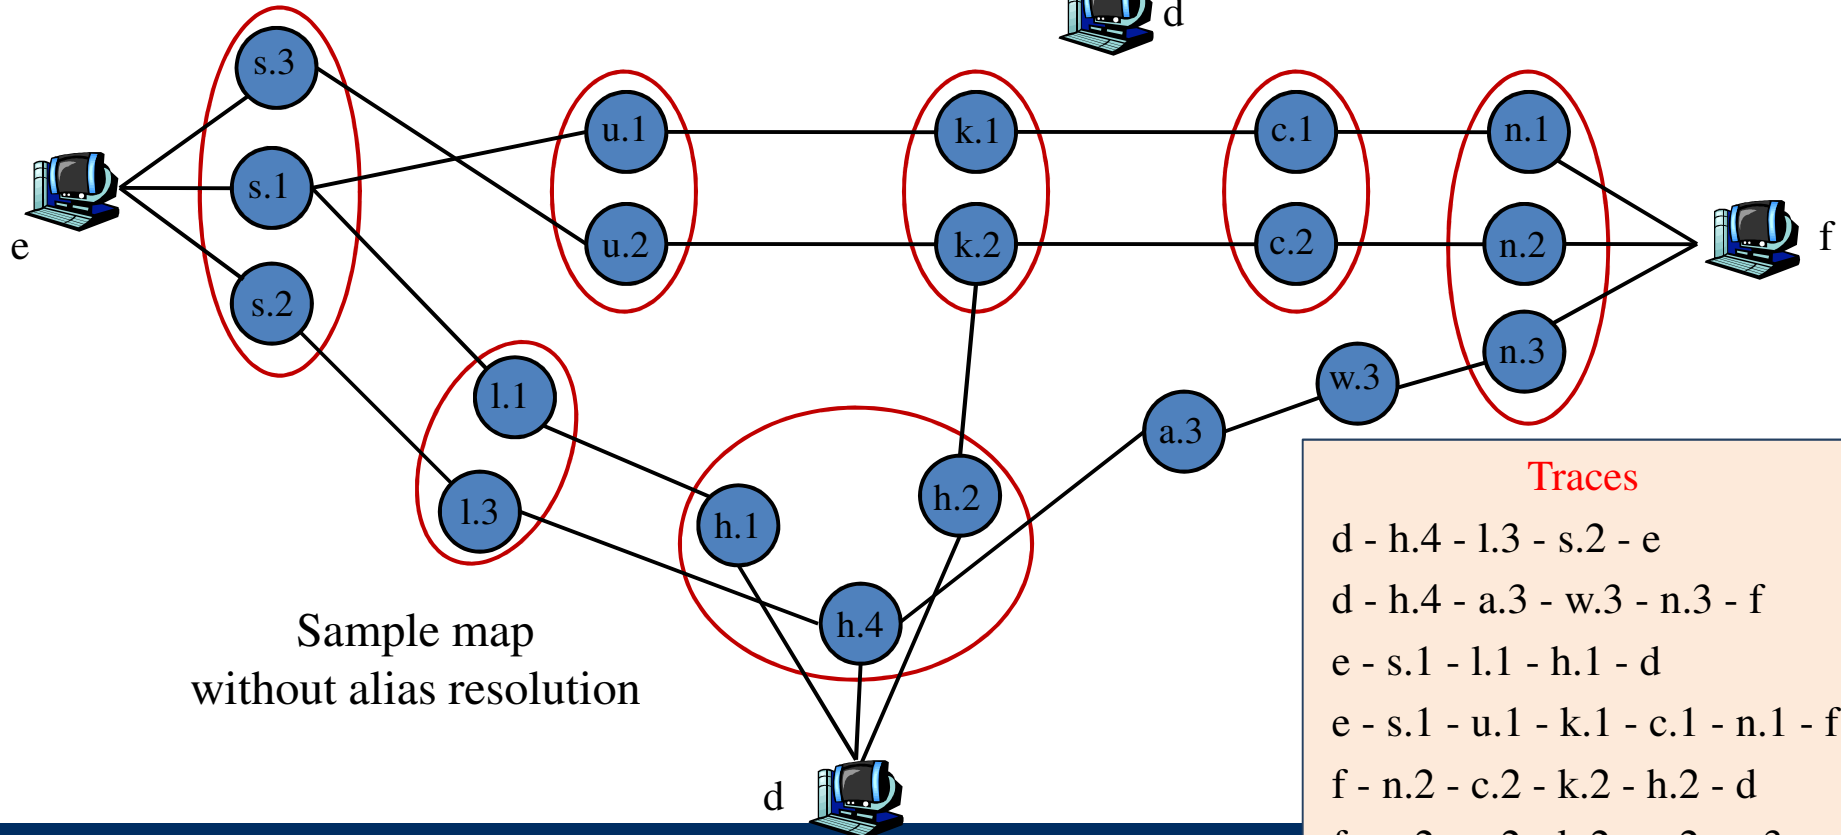 d
s.3
u.1
k.1
c.1
n.1
s.1
e
u.2
k.2
c.2
n.2
f
s.2
l.1
n.3
w.3
a.3
l.3
h.1
h.2
h.4
Sample map
without alias resolution
d
Traces
d - h.4 - l.3 - s.2 - e
d - h.4 - a.3 - w.3 - n.3 - f
e - s.1 - l.1 - h.1 - d
e - s.1 - u.1 - k.1 - c.1 - n.1 - f
f - n.2 - c.2 - k.2 - h.2 - d